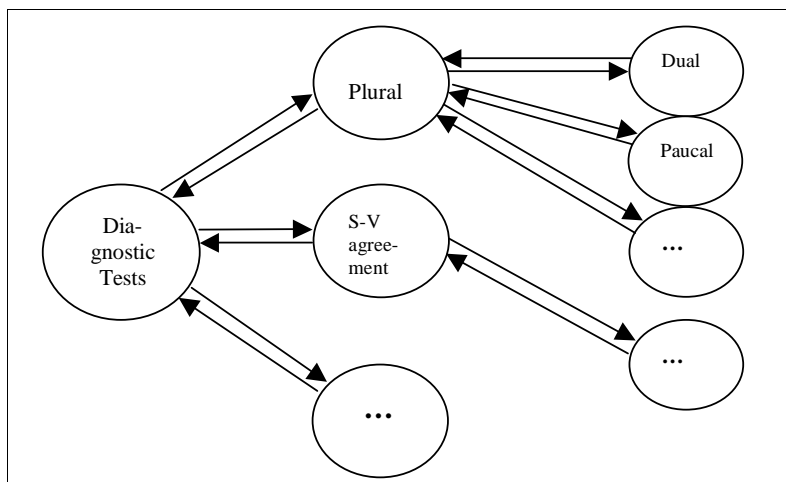 Dia-
gnostic
Tests
Plural
S-V
agree-
ment
...
Dual
Paucal
...
...